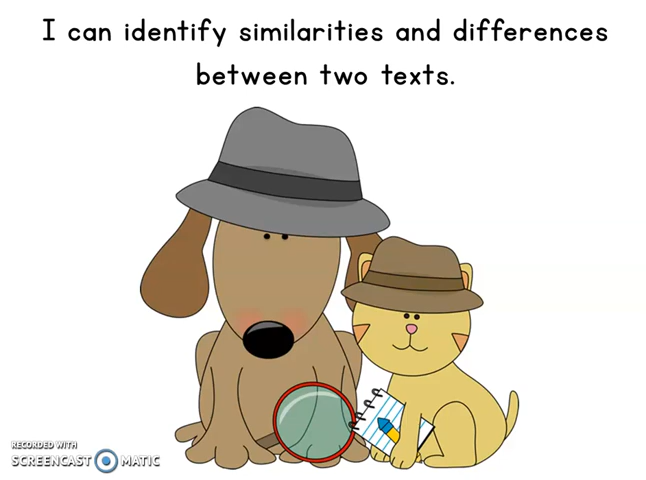 I can identify similarities and differences
between two texts.
RECORDED WITH
SCREENCAST MATIC